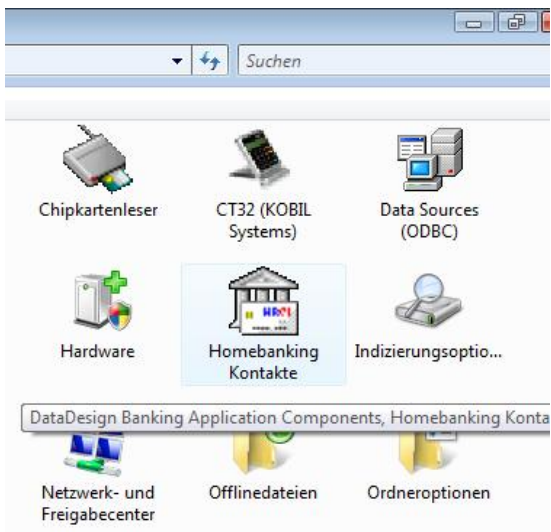 Suchen
Chipkartenleser
CT32 (KOBIL
Systems)
Data Sources
(ODBC)
Hardware
Homebanking
Kontakte
Indizierungsoptio...
DataDesign Banking Application Components, Homebanking Konta
Netzwerk- und
Freigabecenter
Offlinedateien
Ordneroptionen